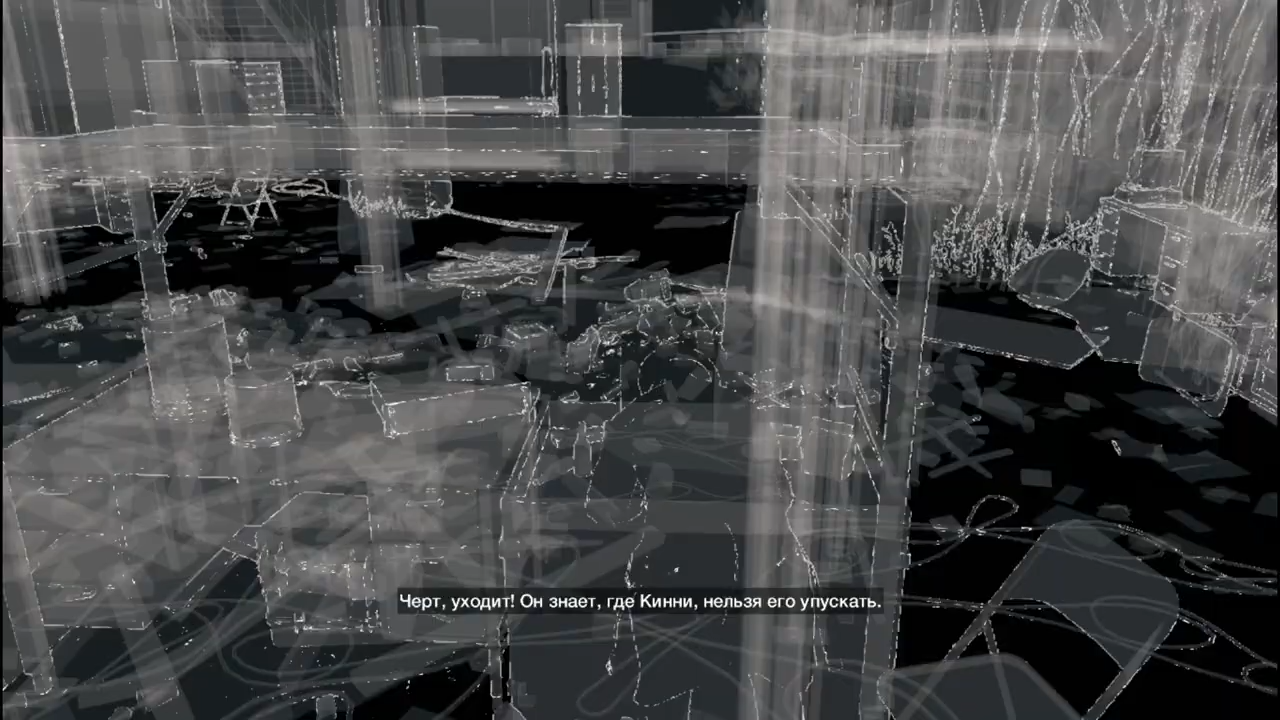 Черт, уходит! Он знает, где Кинни, нельзя его упускать.